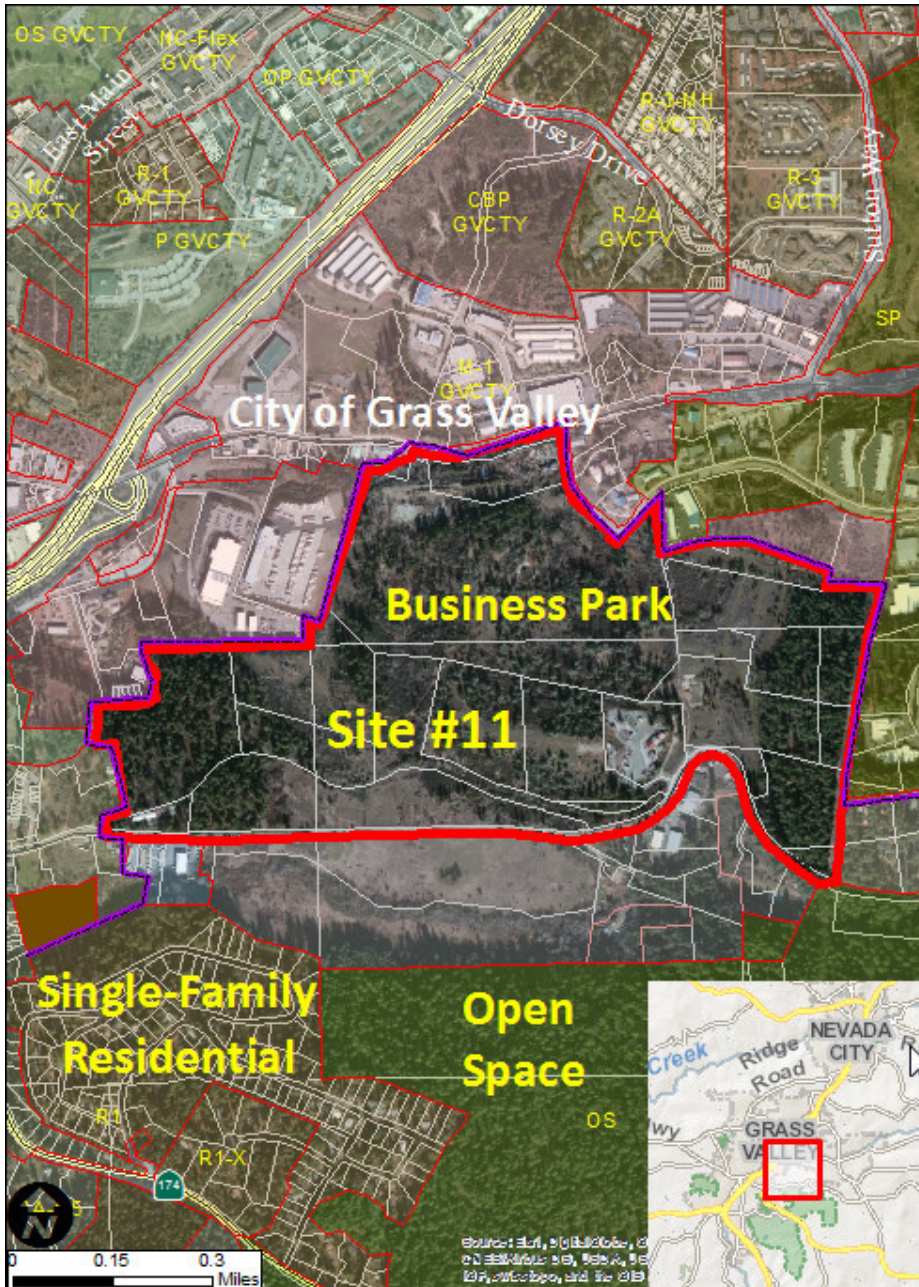 OS GVCTY
NC-Flex
GVCTY
OP GVCTY
East Main
Street
R-1
GVCTY
NC
GVCTY
P GVCTY
Dorsey Drive
R-2-MH
GVCTY
R-3
GVCTY
Sutton Way
CBP
GVCTY
R-2A
GVCTY
SP
M-1
GVCTY
City of Grass Valley
Business Park
Site #11
Single-Family
Residential
Open
Space
OS
R1
R1-X
174
N
0 0.15 0.3
Miles
NEVADA
CITY
Creek
Ridge
Road
GRASS
VALLEY